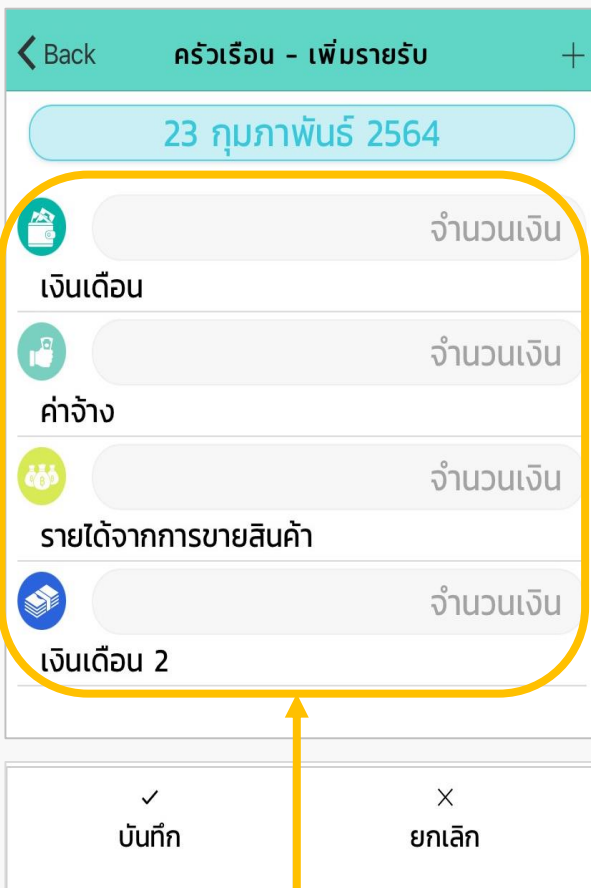 Back ครัวเรือน - เพิ่มรายรับ +
23 กุมภาพันธ์ 2564
จำนวนเงิน
เงินเดือน
จำนวนเงิน
ค่าจ้าง
จำนวนเงิน
รายได้จากการขายสินค้า
จำนวนเงิน
เงินเดือน 2
บันทึก ยกเลิก